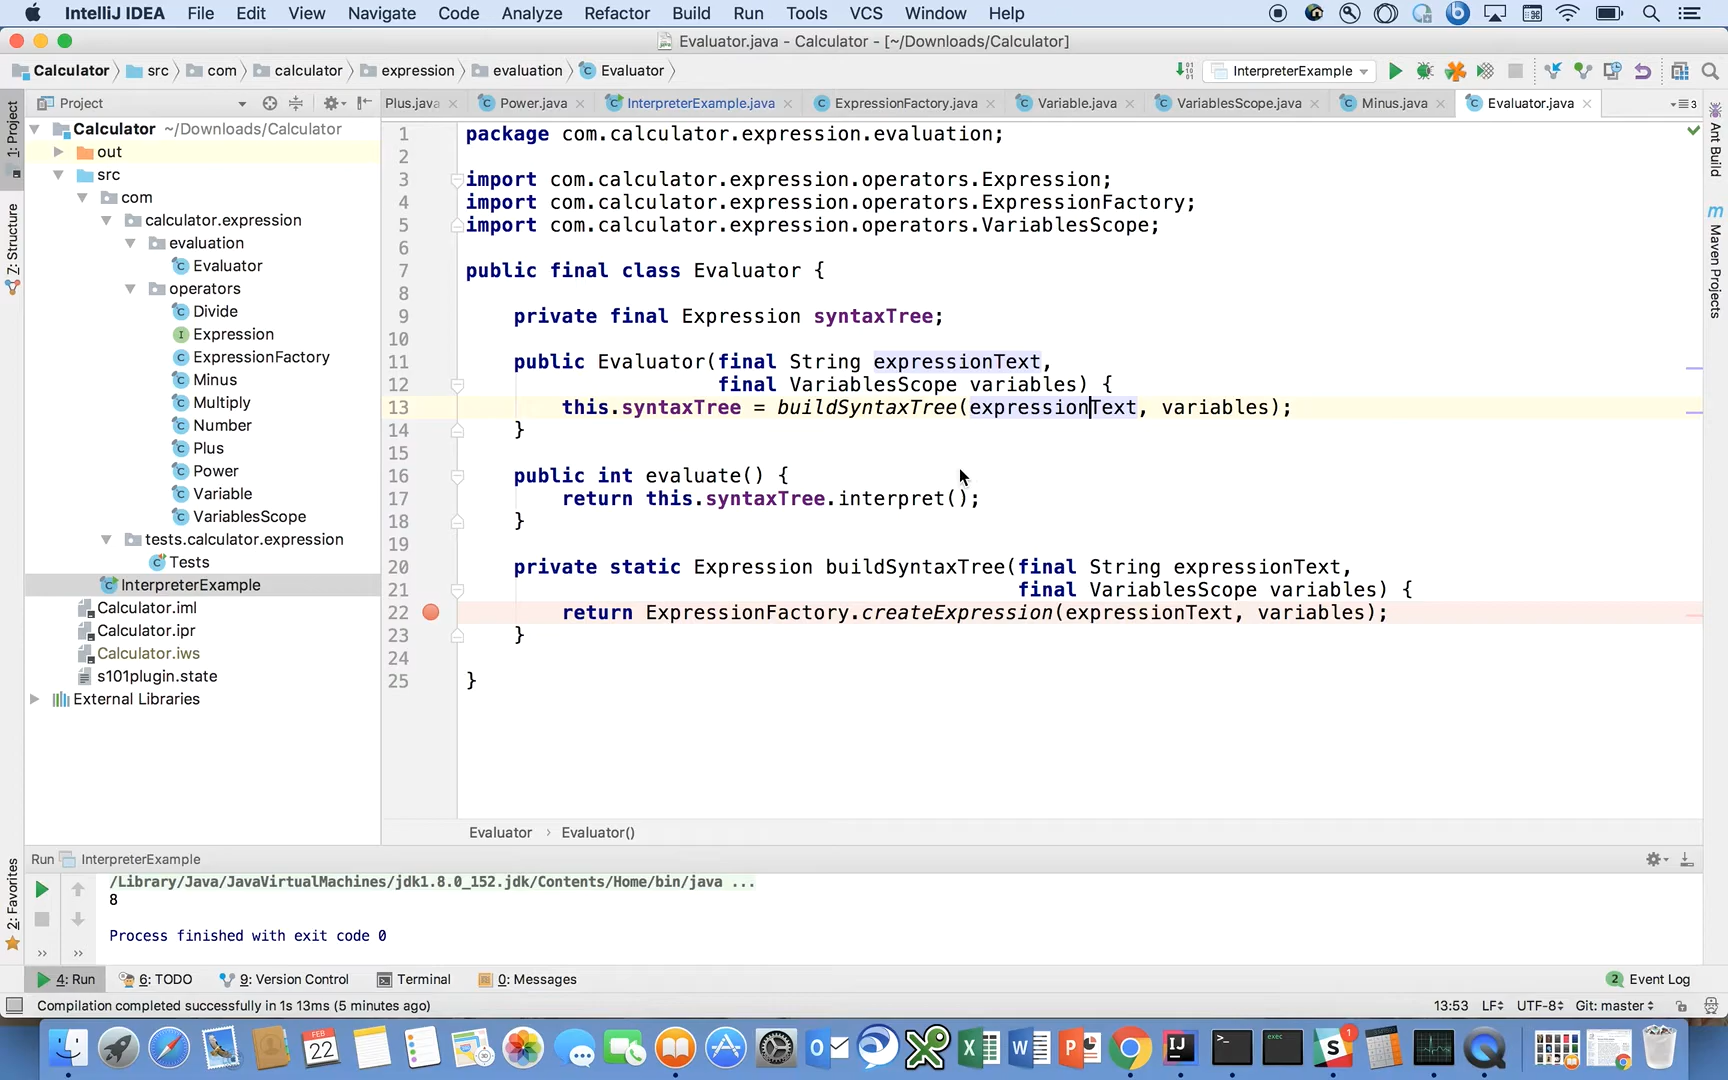 IntelliJ IDEA File Edit View Navigate Code Analyze Refactor Build Run Tools VCS Window Help
Evaluator.java - Calculator - [~/Downloads/Calculator]
Calculator src com calculator expression evaluation Evaluator InterpreterExample
Project
Plus.java Power.java InterpreterExample.java ExpressionFactory.java Variable.java VariablesScope.java Minus.java Evaluator.java 3
1: Project
Z: Structure
2: Favorites
Calculator ~/Downloads/Calculator
out
src
com
calculator.expression
evaluation
Evaluator
operators
Divide
Expression
ExpressionFactory
Minus
Multiply
Number
Plus
Power
Variable
VariablesScope
tests.calculator.expression
Tests
InterpreterExample
Calculator.iml
Calculator.ipr
Calculator.iws
s101plugin.state
External Libraries
1 package com.calculator.expression.evaluation;
2
3 import com.calculator.expression.operators.Expression;
4 import com.calculator.expression.operators.ExpressionFactory;
5 import com.calculator.expression.operators.VariablesScope;
6
7 public final class Evaluator {
8
9 private final Expression syntaxTree;
10
11 public Evaluator(final String expressionText,
12 final VariablesScope variables) {
13 this.syntaxTree = buildSyntaxTree(expressionText, variables);
14 }
15
16 public int evaluate() {
17 return this.syntaxTree.interpret();
18 }
19
20 private static Expression buildSyntaxTree(final String expressionText,
21 final VariablesScope variables) {
22 return ExpressionFactory.createExpression(expressionText, variables);
23 }
24
25 }
Ant Build
Maven Projects
Evaluator › Evaluator()
Run InterpreterExample
/Library/Java/JavaVirtualMachines/jdk1.8.0_152.jdk/Contents/Home/bin/java ...
8
Process finished with exit code 0
4: Run 6: TODO 9: Version Control Terminal 0: Messages 2 Event Log
Compilation completed successfully in 1s 13ms (5 minutes ago) 13:53 LF UTF-8 Git: master
FEB
22
exec
1